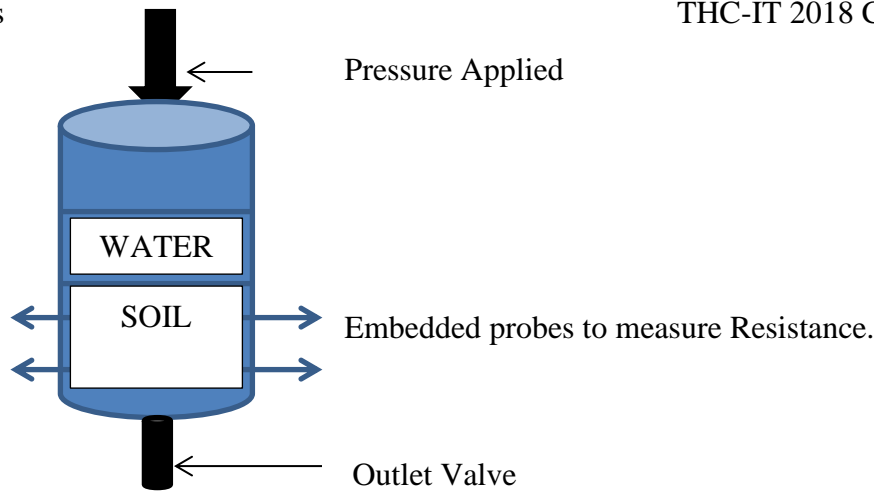 THC-IT 2018
Pressure Applied
WATER
SOIL
Embedded probes to measure Resistance.
Outlet Valve